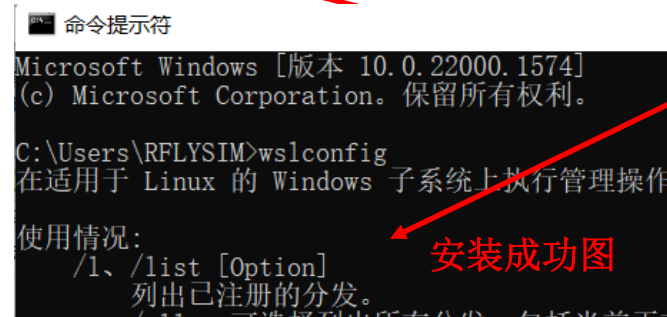 命令提示符
Microsoft Windows [版本 10.0.22000.1574]
(c) Microsoft Corporation。保留所有权利。
C:\Users\RFLYSIM>wslconfig
在适用于 Linux 的 Windows 子系统上执行管理操作
使用情况:
/l、/list [Option]
安装成功图
列出已注册的分发。